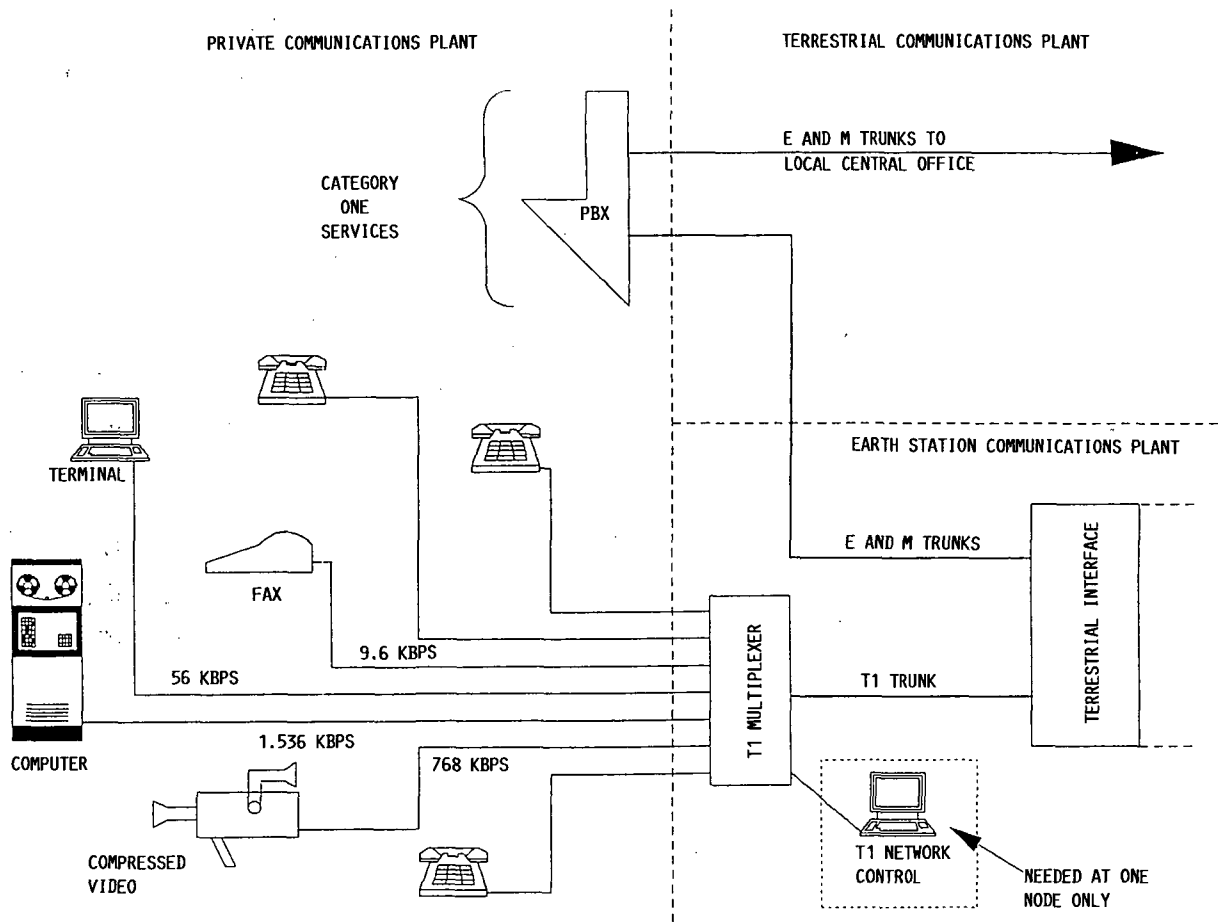 PRIVATE COMMUNICATIONS PLANT
TERRESTRIAL COMMUNICATIONS PLANT
E AND M TRUNKS TO
LOCAL CENTRAL OFFICE
CATEGORY
ONE
SERVICES
PBX
EARTH STATION COMMUNICATIONS PLANT
TERMINAL
E AND M TRUNKS
FAX
TERRESTRIAL INTERFACE
9.6 KBPS
56 KBPS
T1 MULTIPLEXER
T1 TRUNK
1.536 KBPS
768 KBPS
COMPUTER
COMPRESSED
VIDEO
T1 NETWORK
CONTROL
NEEDED AT ONE
NODE ONLY